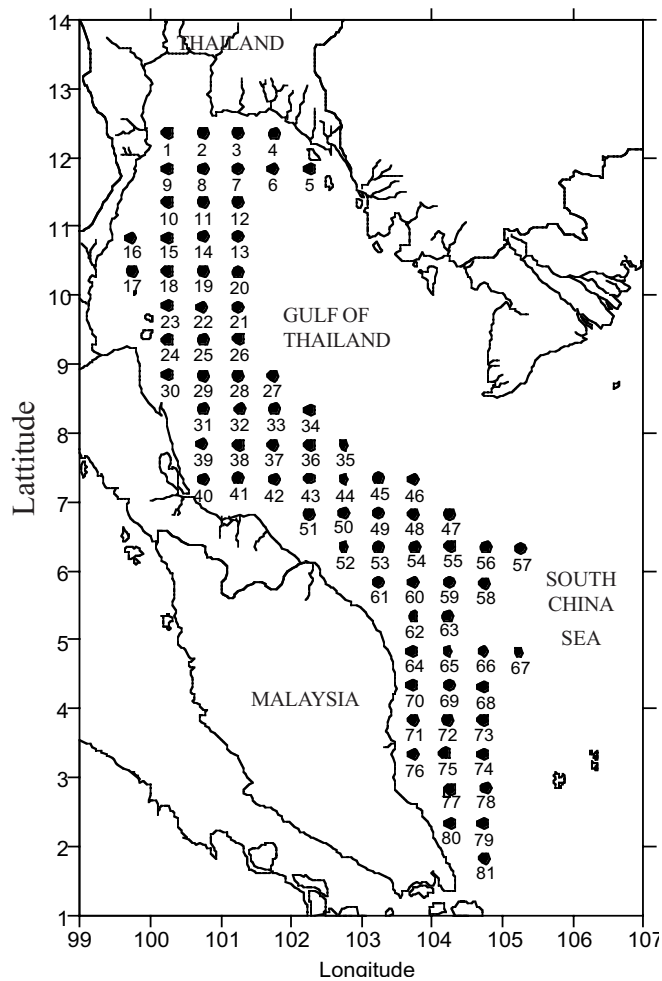 14
THAILAND
13
1 2 3 4
12
9 8 7 6 5
10 11 12
11
16 15 14 13
17 18 19 20
10
23 22 21
GULF OF
THAILAND
24 25 26
9
30 29 28 27
31 32 33 34
8
39 38 37 36 35
40 41 42 43 44 45 46
7
51 50 49 48 47
52 53 54 55 56 57
6
61 60 59 58
SOUTH
CHINA
SEA
62 63
5
64 65 66 67
MALAYSIA
70 69 68
4
71 72 73
76 75 74
3
77 78
80 79
2
81
1
99 100 101 102 103 104 105 106 107
Longitude
Lattitude